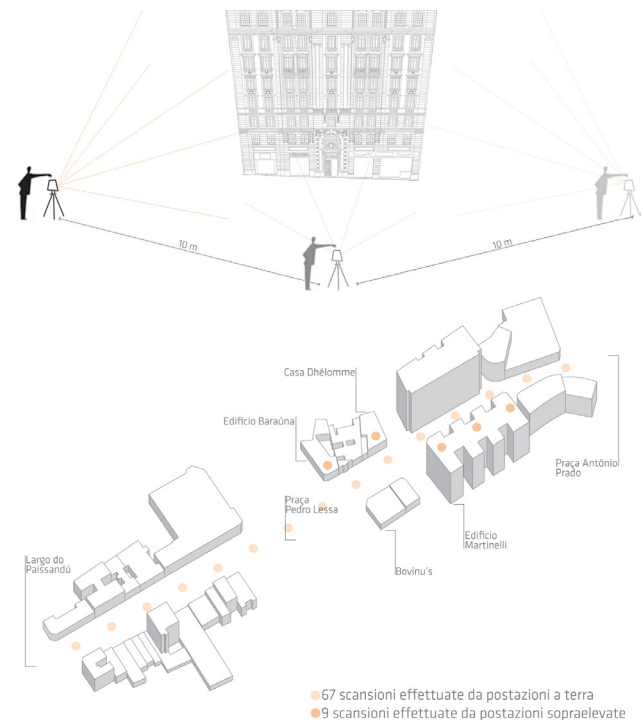 10 m
10 m
Casa Dhélomme
Edifício Baraúna
Praça Antônio
Prado
Praça
Pedro Lessa
Edifício
Martinelli
Largo do
Paissandú
Bovinu's
67 scansioni effettuate da postazioni a terra
9 scansioni effettuate da postazioni sopraelevate